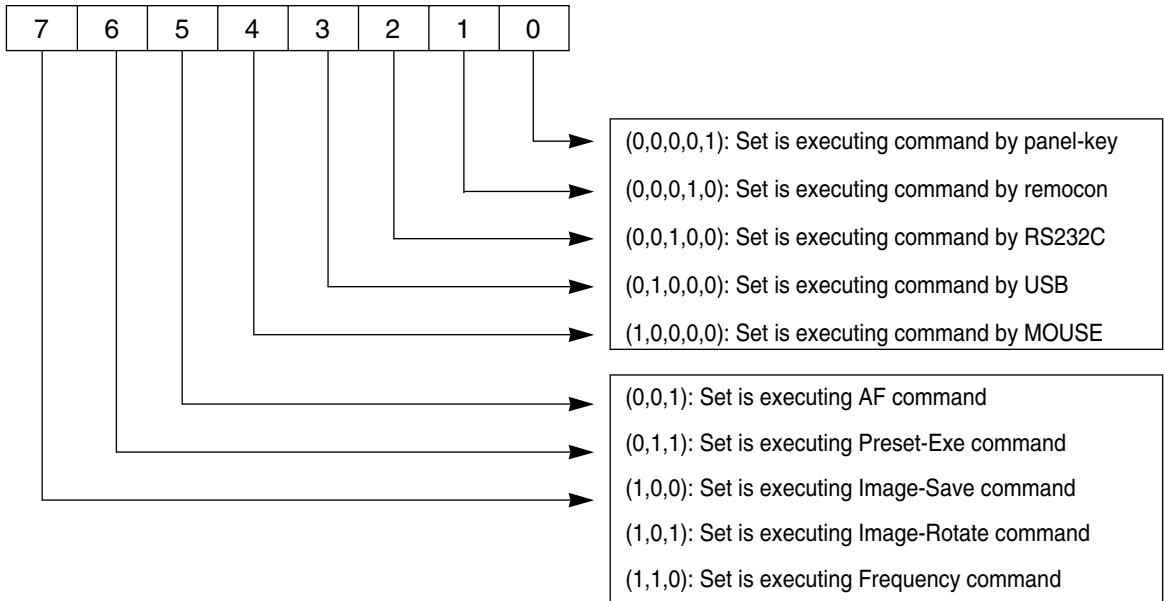 7 6 5 4 3 2 1 0
(0,0,0,0,1): Set is executing command by panel-key
(0,0,0,1,0): Set is executing command by remocon
(0,0,1,0,0): Set is executing command by RS232C
(0,1,0,0,0): Set is executing command by USB
(1,0,0,0,0): Set is executing command by MOUSE
(0,0,1): Set is executing AF command
(0,1,1): Set is executing Preset-Exe command
(1,0,0): Set is executing Image-Save command
(1,0,1): Set is executing Image-Rotate command
(1,1,0): Set is executing Frequency command